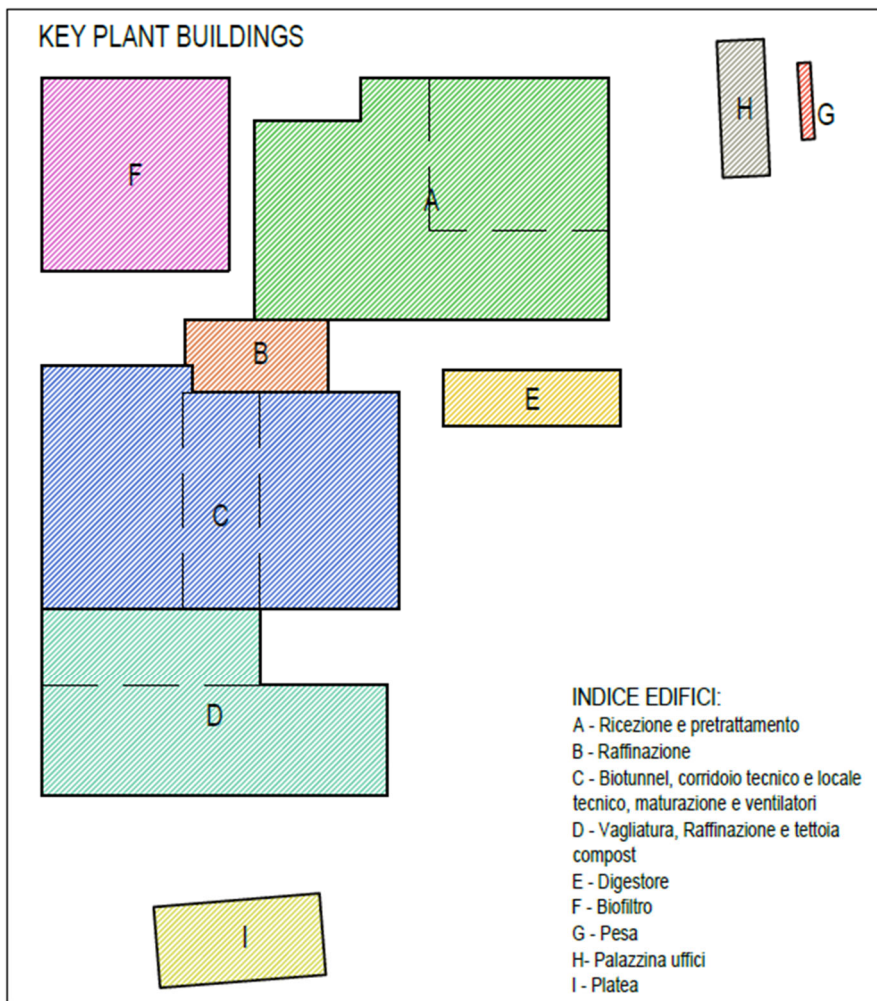 KEY PLANT BUILDINGS
H
G
F
A
B
E
C
D
I
INDICE EDIFICI:
A - Ricezione e pretrattamento
B - Raffinazione
C - Biotunnel, corridoio tecnico e locale
tecnico, maturazione e ventilatori
D - Vagliatura, Raffinazione e tettoia
compost
E - Digestore
F - Biofiltro
G - Pesa
H- Palazzina uffici
I - Platea